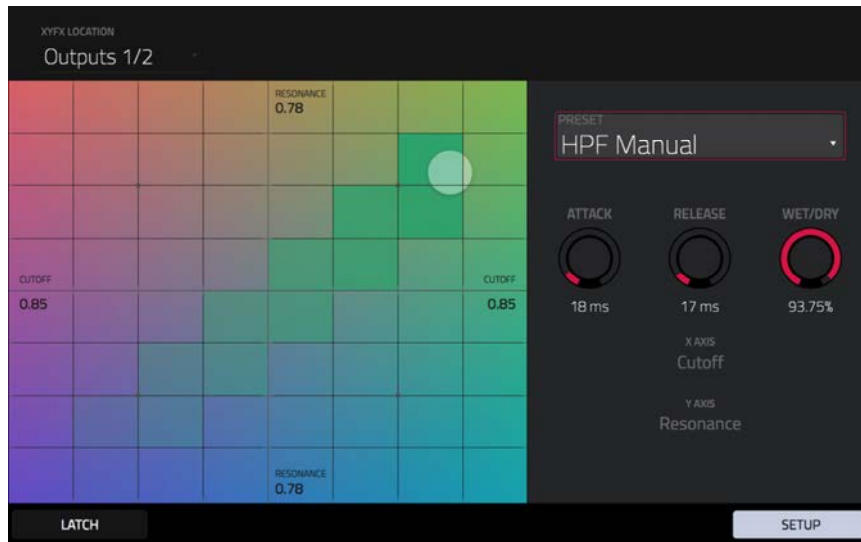 XYFX LOCATION
Outputs 1/2
RESONANCE
0.78
CUTOFF
0.85
CUTOFF
0.85
RESONANCE
0.78
PRESET
HPF Manual
ATTACK
RELEASE
WET/DRY
18 ms
17 ms
93.75%
X AXIS
Cutoff
Y AXIS
Resonance
LATCH
SETUP